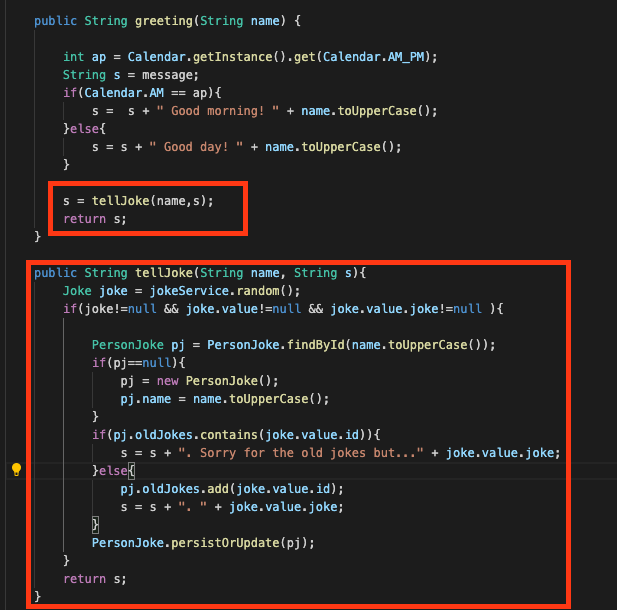 public String greeting(String name) {
int ap = Calendar.getInstance().get(Calendar.AM_PM);
String s = message;
if(Calendar.AM == ap){
s =  s + " Good morning! " + name.toUpperCase();
}else{
s = s + " Good day! " + name.toUpperCase();
}
s = tellJoke(name,s);
return s;
}
public String tellJoke(String name, String s){
Joke joke = jokeService.random();
if(joke!=null && joke.value!=null && joke.value.joke!=null ){
PersonJoke pj = PersonJoke.findById(name.toUpperCase());
if(pj==null){
pj = new PersonJoke();
pj.name = name.toUpperCase();
}
if(pj.oldJokes.contains(joke.value.id)){
s = s + ". Sorry for the old jokes but..." + joke.value.joke;
}else{
pj.oldJokes.add(joke.value.id);
s = s + ". " + joke.value.joke;
}
PersonJoke.persistOrUpdate(pj);
}
return s;
}